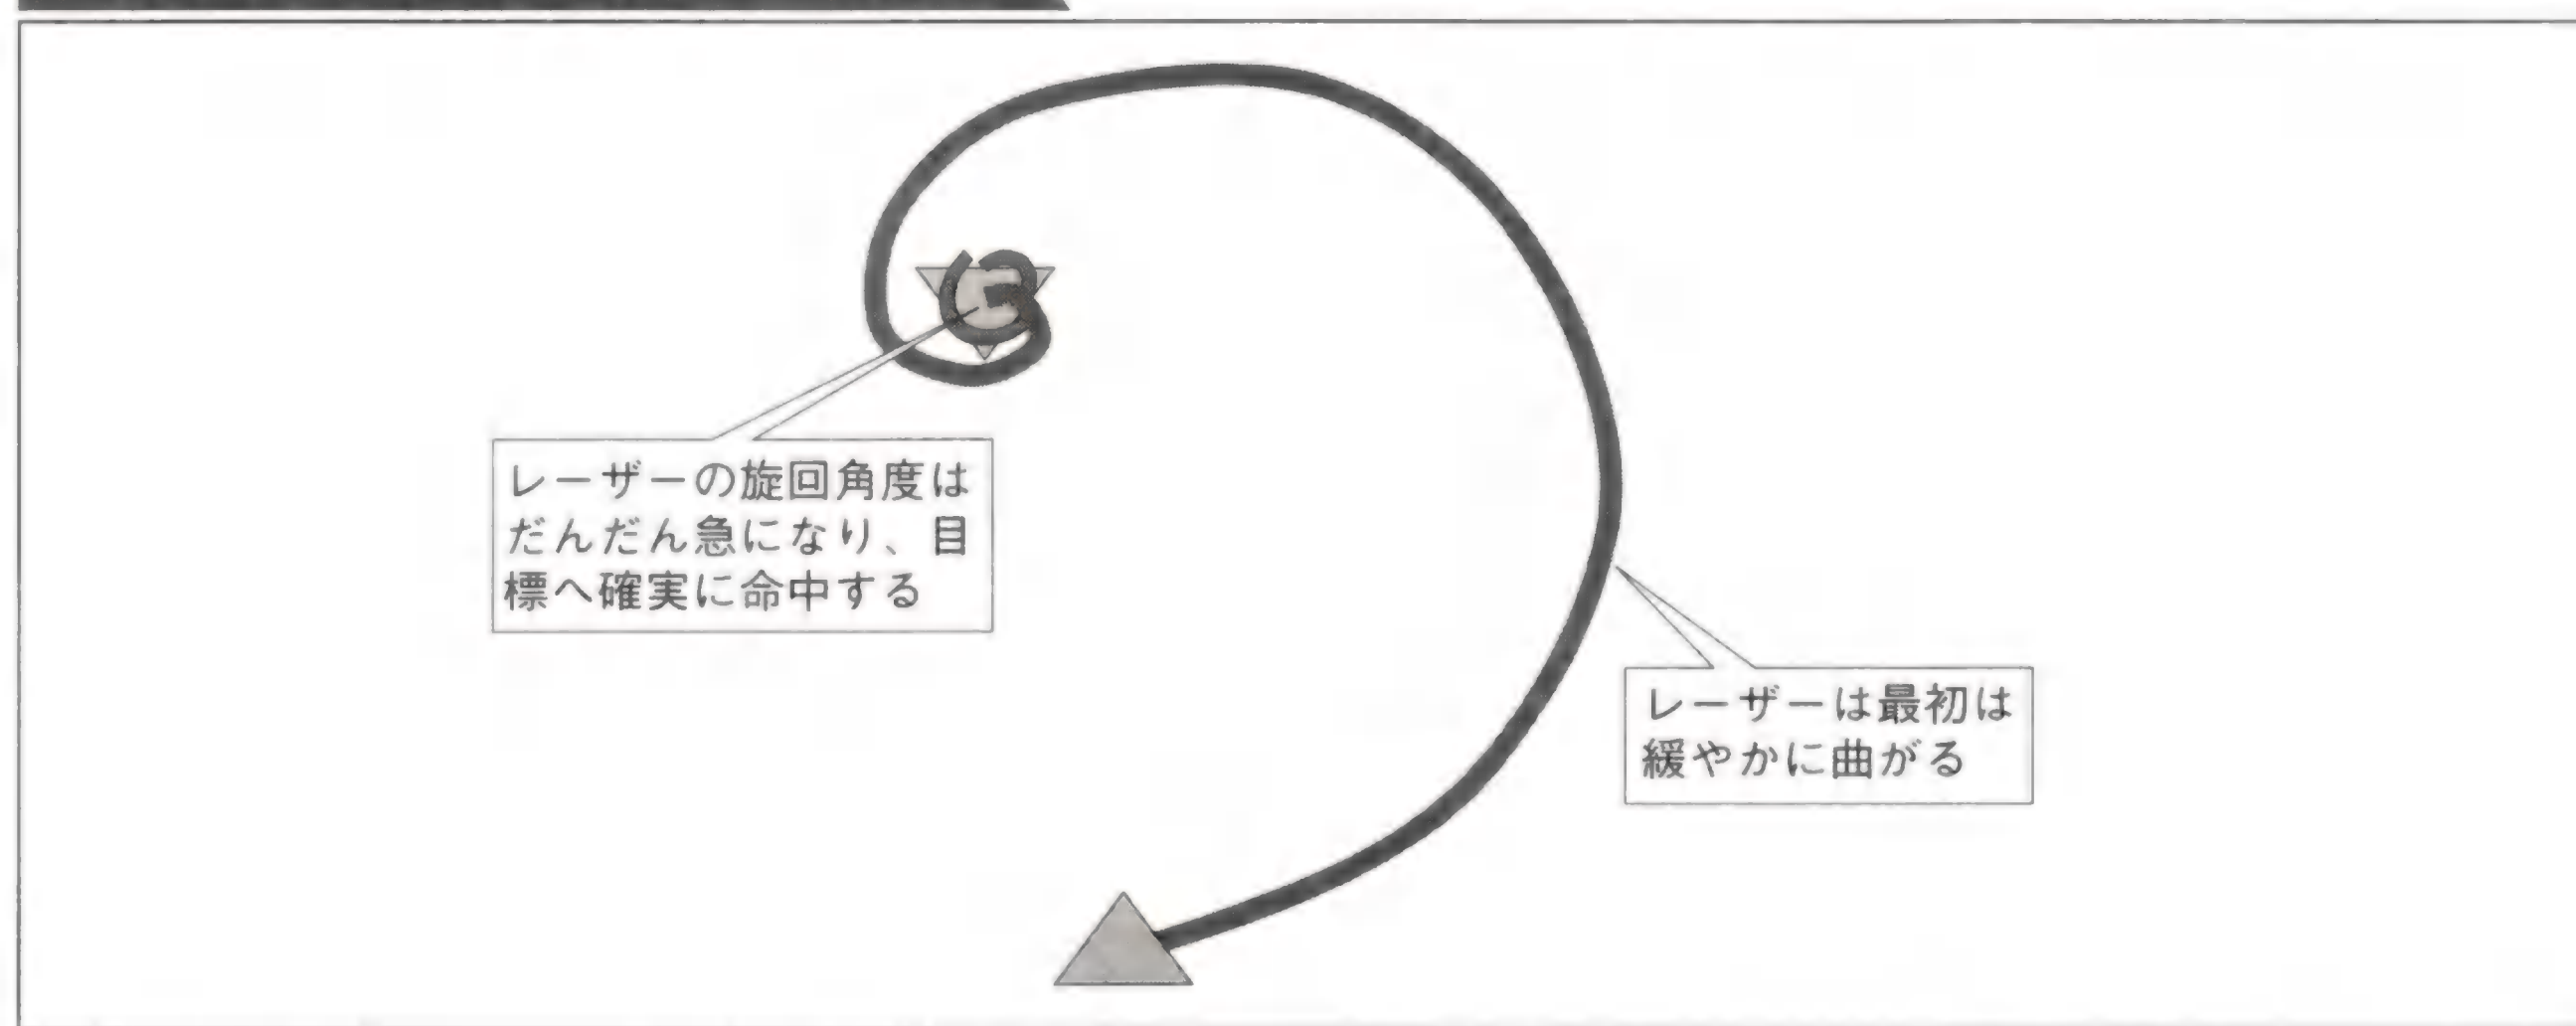 レーザーの旋回角度は
だんだん急になり、目
標へ確実に命中する
レーザーは最初は
緩やかに曲がる